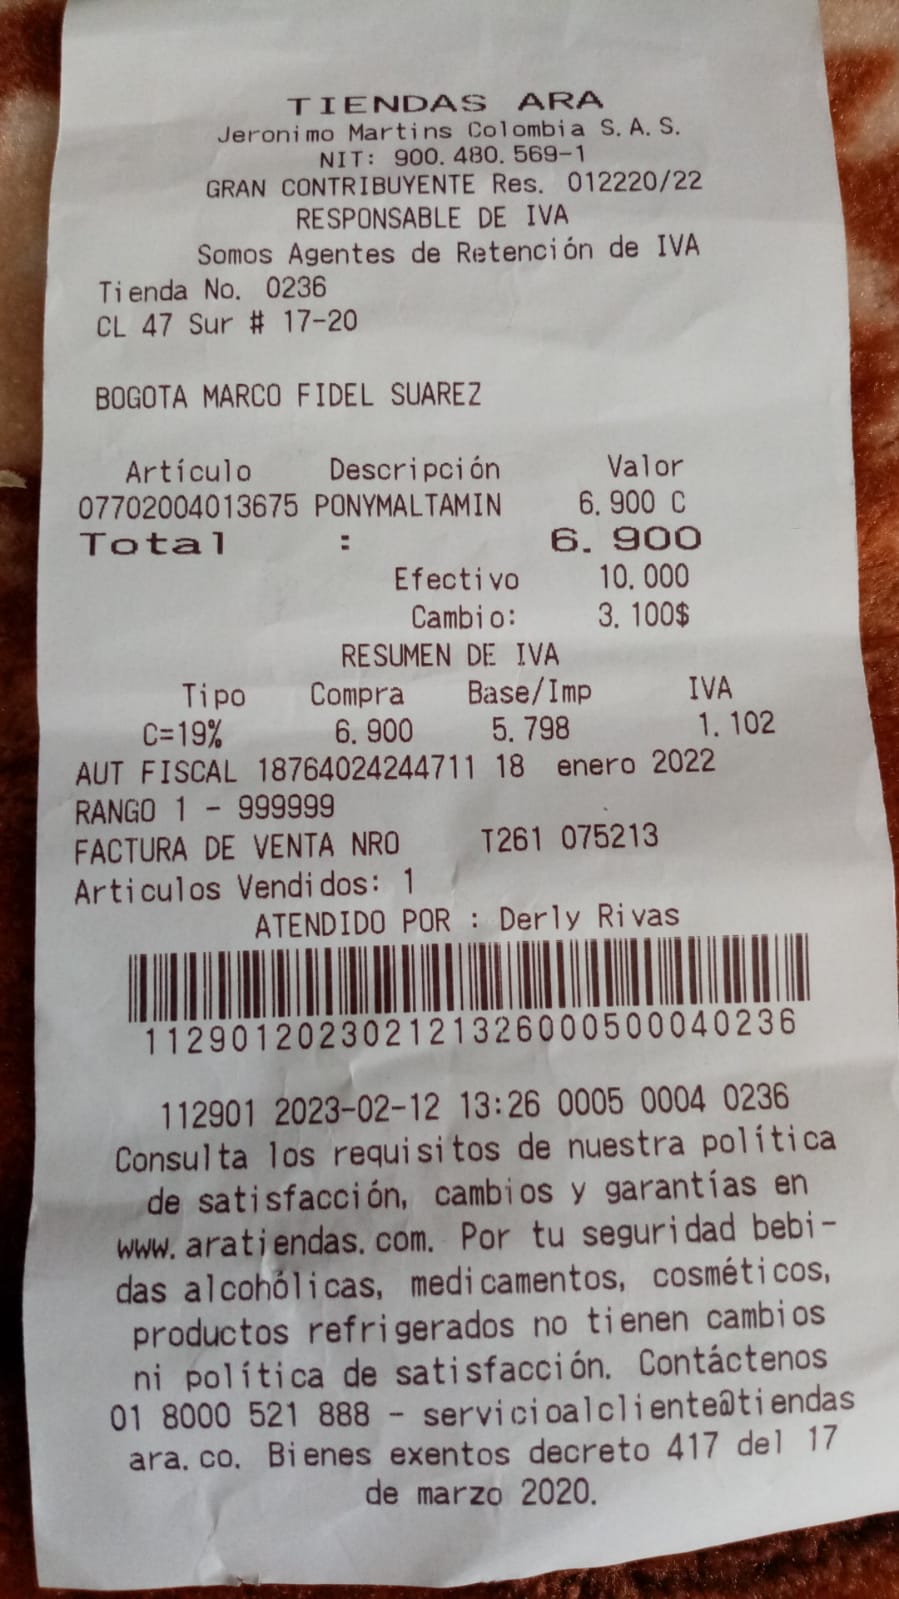 TIENDAS ARA
Jeronimo Martins Colombia S.A.S.
NIT: 900.480.569-1
GRAN CONTRIBUYENTE Res. 012220/22
RESPONSABLE DE IVA
Somos Agentes de Retención de IVA
Tienda No. 0236
CL 47 Sur # 17-20
BOGOTA MARCO FIDEL SUAREZ
Artículo Descripción Valor
07702004013675 PONYMALTAMIN 6.900 C
Total : 6.900
Efectivo 10.000
Cambio: 3.100$
RESUMEN DE IVA
Tipo Compra Base/Imp IVA
C=19% 6.900 5.798 1.102
AUT FISCAL 18764024244711 18 enero 2022
RANGO 1 - 999999
FACTURA DE VENTA NRO T261 075213
Articulos Vendidos: 1
ATENDIDO POR : Derly Rivas
112901202302121326000500040236
112901 2023-02-12 13:26 0005 0004 0236
Consulta los requisitos de nuestra política
de satisfacción, cambios y garantías en
www.aratiendas.com. Por tu seguridad bebi-
das alcohólicas, medicamentos, cosméticos,
productos refrigerados no tienen cambios
ni política de satisfacción. Contáctenos
01 8000 521 888 - servicioalcliente@tiendas
ara.co. Bienes exentos decreto 417 del 17
de marzo 2020.